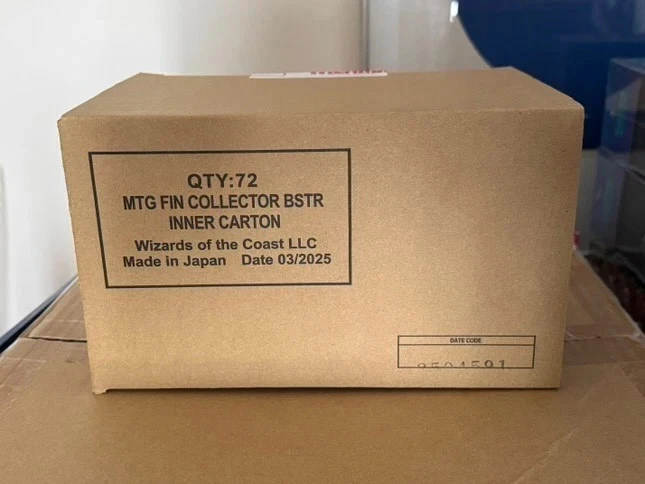 QTY:72
MTG FIN COLLECTOR BSTR
INNER CARTON
Wizards of the Coast LLC
Made in Japan Date 03/2025
DATE CODE